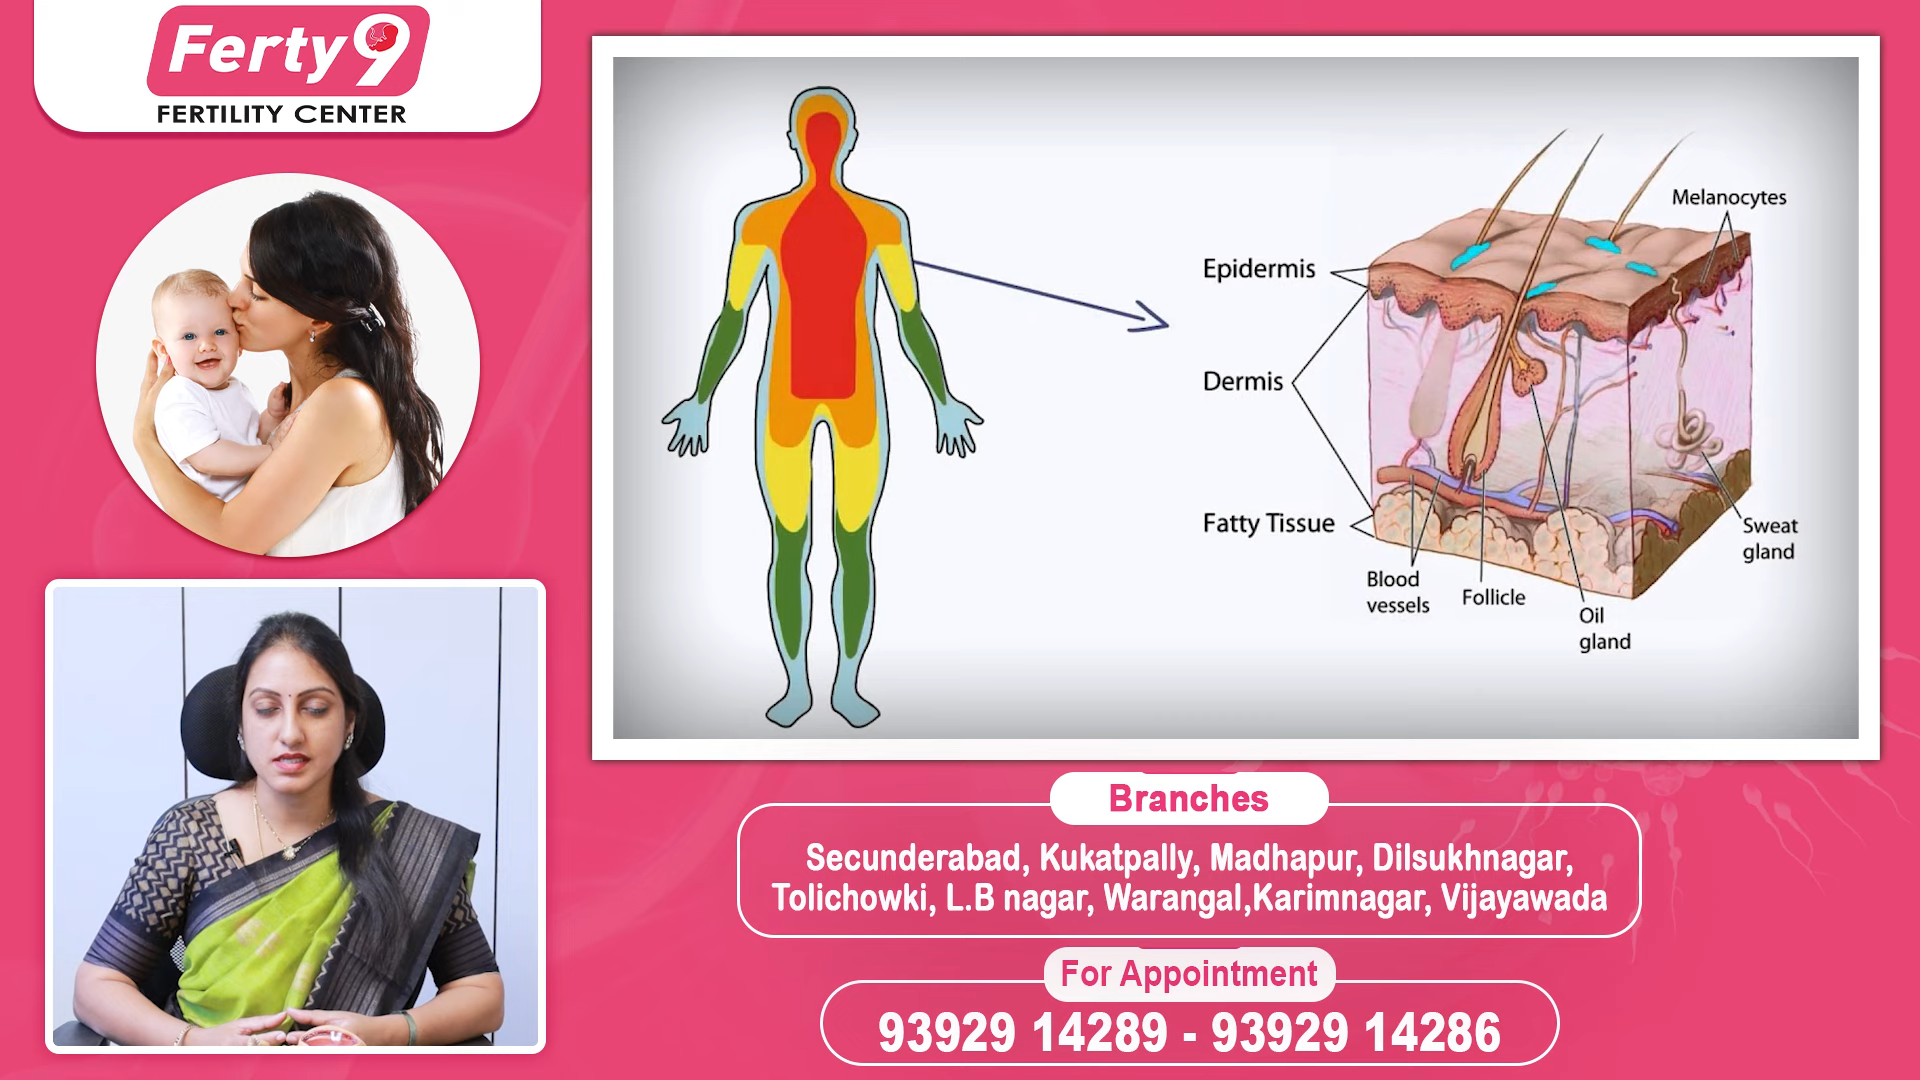 Ferty9
FERTILITY CENTER
Melanocytes
Epidermis
Dermis
Fatty Tissue
Sweat
gland
Blood
vessels
Follicle
Oil
gland
Branches
Secunderabad, Kukatpally, Madhapur, Dilsukhnagar,
Tolichowki, L.B nagar, Warangal,Karimnagar, Vijayawada
For Appointment
93929 14289 - 93929 14286